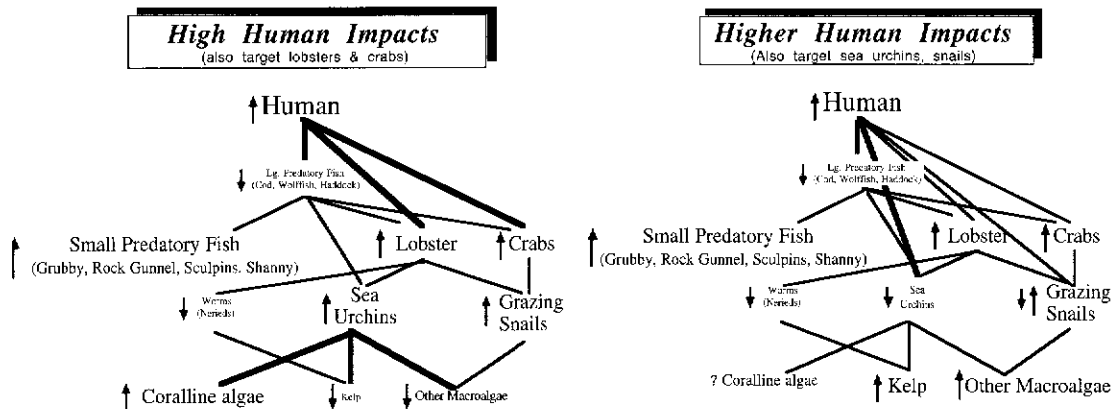 High Human Impacts
(also target lobsters & crabs)
Human
Lg. Predatory Fish
(Cod, Wolffish, Haddock)
Small Predatory Fish
(Grubby, Rock Gunnel, Sculpins. Shanny)
Lobster
Crabs
Worms
(Nerieds)
Sea
Urchins
Grazing
Snails
Coralline algae
Kelp
Other Macroalgae
Higher Human Impacts
(Also target sea urchins, snails)
Human
Lg. Predatory Fish
(Cod, Wolffish, Haddock)
Small Predatory Fish
(Grubby, Rock Gunnel, Sculpins, Shanny)
Lobster
Crabs
Worms
(Nerieds)
Sea
Urchins
Grazing
Snails
? Coralline algae
Kelp
Other Macroalgae